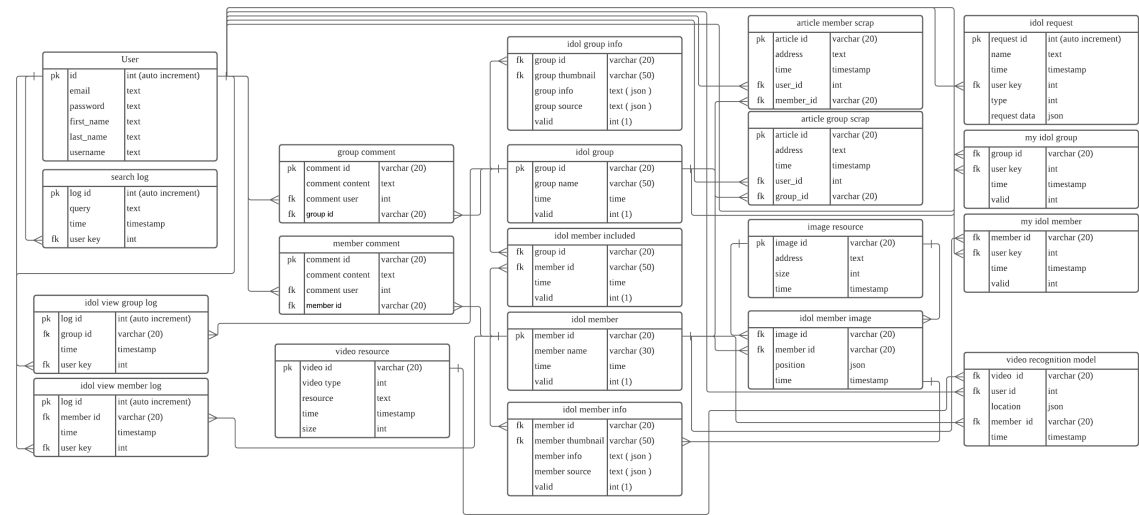 User
pk id int (auto increment)
email text
password text
first_name text
last_name text
username text
search log
pk log id int (auto increment)
query text
time timestamp
fk user key int
idol view group log
pk log id int (auto increment)
fk group id varchar (20)
time timestamp
fk user key int
idol view member log
pk log id int (auto increment)
fk member id varchar (20)
time timestamp
fk user key int
group comment
pk comment id varchar (20)
comment content text
fk comment user int
fk group id varchar (20)
member comment
pk comment id varchar (20)
comment content text
fk comment user int
fk member id varchar (20)
video resource
pk video id varchar (20)
video type int
resource text
time timestamp
size int
idol group info
fk group id varchar (20)
fk group thumbnail varchar (50)
group info text ( json )
group source text ( json )
valid int (1)
idol group
pk group id varchar (20)
group name varchar (50)
time time
valid int (1)
idol member included
fk group id varchar (20)
fk member id varchar (50)
time time
valid int (1)
idol member
pk member id varchar (20)
member name varchar (30)
time time
valid int (1)
idol member info
fk member id varchar (20)
fk member thumbnail varchar (50)
member info text ( json )
member source text ( json )
valid int (1)
article member scrap
pk article id varchar (20)
address text
time timestamp
fk user_id int
fk member_id varchar (20)
article group scrap
pk article id varchar (20)
address text
time timestamp
fk user_id int
fk group_id varchar (20)
image resource
pk image id varchar (20)
address text
size int
time timestamp
idol member image
fk image id varchar (20)
fk member id varchar (20)
position json
time timestamp
idol request
pk request id int (auto increment)
name text
time timestamp
fk user key int
type int
request data json
my idol group
fk group id varchar (20)
fk user key int
time timestamp
valid int
my idol member
fk member id varchar (20)
fk user key int
time timestamp
valid int
video recognition model
fk video id varchar (20)
fk user id int
location json
fk member id varchar (20)
time timestamp